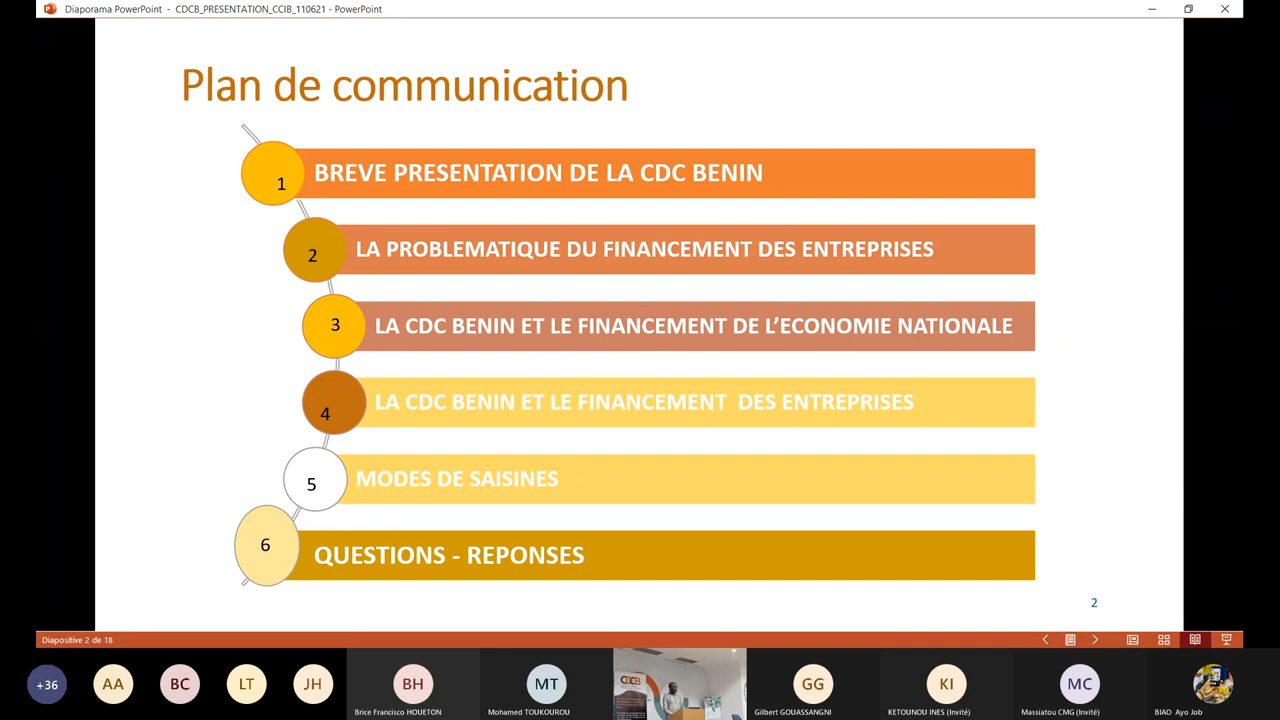 Diaporama PowerPoint - CDCB_PRESENTATION_CCIB_110621 - PowerPoint
Plan de communication
1 BREVE PRESENTATION DE LA CDC BENIN
2 LA PROBLEMATIQUE DU FINANCEMENT DES ENTREPRISES
3 LA CDC BENIN ET LE FINANCEMENT DE L’ECONOMIE NATIONALE
4 LA CDC BENIN ET LE FINANCEMENT DES ENTREPRISES
5 MODES DE SAISINES
6 QUESTIONS - REPONSES
2
Diapositive 2 de 18
+36 AA BC LT JH BH MT CDCB GG KI MC
Brice Francisco HOUETON Mohamed TOUKOUROU Gilbert GOUASSANGNI KETOUNOU INES (Invité) Massiatou CMG (Invité) BIAO Ayo Job